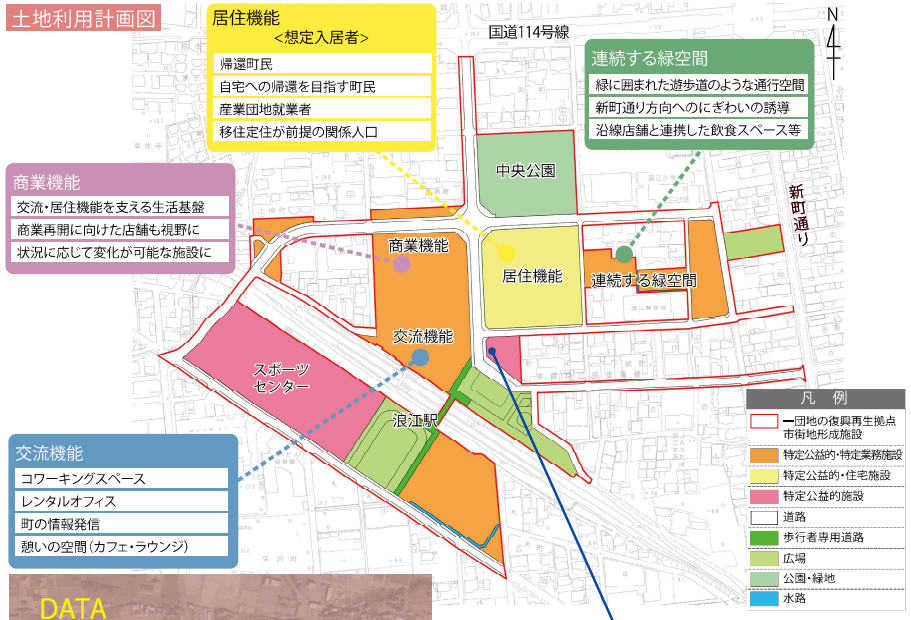 土地利用計画図
居住機能
<想定入居者>
帰還町民
自宅への帰還を目指す町民
産業団地就業者
移住定住が前提の関係人口
国道114号線
N
連続する緑空間
緑に囲まれた遊歩道のような通行空間
新町通り方向へのにぎわいの誘導
沿線店舗と連携した飲食スペース等
商業機能
交流・居住機能を支える生活基盤
商業再開に向けた店舗も視野に
状況に応じて変化が可能な施設に
中央公園
新町通り
商業機能
居住機能
連続する緑空間
交流機能
スポーツ
センター
浪江駅
交流機能
コワーキングスペース
レンタルオフィス
町の情報発信
憩いの空間(カフェ・ラウンジ)
凡 例
一団地の復興再生拠点
市街地形成施設
特定公益的・特定業務施設
特定公益的・住宅施設
特定公益的施設
道路
歩行者専用道路
広場
公園・緑地
水路
DATA